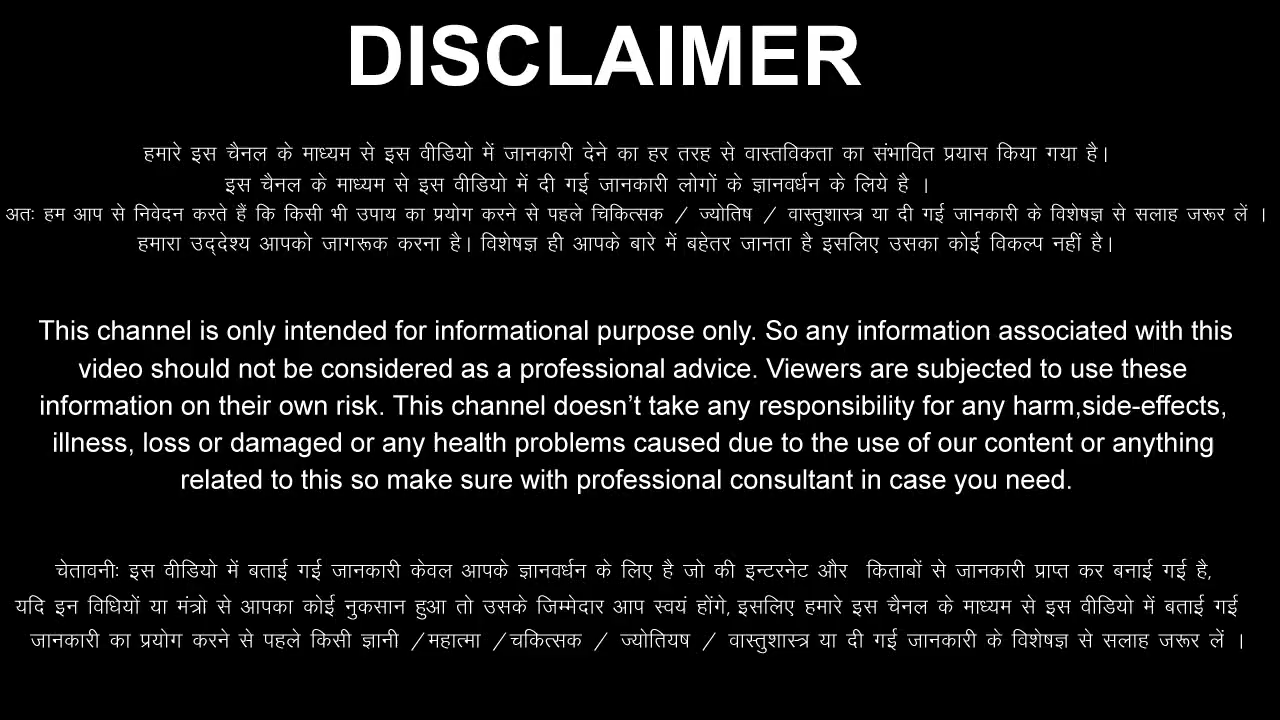 DISCLAIMER
हमारे इस चैनल के माध्यम से इस वीडियो में जानकारी देने का हर तरह से वास्तविकता का संभावित प्रयास किया गया है।
इस चैनल के माध्यम से इस वीडियो में दी गई जानकारी लोगों के ज्ञानवर्धन के लिये है ।
अतः हम आप से निवेदन करते हैं कि किसी भी उपाय का प्रयोग करने से पहले चिकित्सक / ज्योतिष / वास्तुशास्त्र या दी गई जानकारी के विशेषज्ञ से सलाह जरूर लें ।
हमारा उद्देश्य आपको जागरूक करना है। विशेषज्ञ ही आपके बारे में बहेतर जानता है इसलिए उसका कोई विकल्प नहीं है।
This channel is only intended for informational purpose only. So any information associated with this
video should not be considered as a professional advice. Viewers are subjected to use these
information on their own risk. This channel doesn’t take any responsibility for any harm,side-effects,
illness, loss or damaged or any health problems caused due to the use of our content or anything
related to this so make sure with professional consultant in case you need.
चेतावनीः इस वीडियो में बताई गई जानकारी केवल आपके ज्ञानवर्धन के लिए है जो की इन्टरनेट और किताबों से जानकारी प्राप्त कर बनाई गई है,
यदि इन विधियों या मंत्रो से आपका कोई नुकसान हुआ तो उसके जिम्मेदार आप स्वयं होंगे, इसलिए हमारे इस चैनल के माध्यम से इस वीडियो में बताई गई
जानकारी का प्रयोग करने से पहले किसी ज्ञानी /महात्मा /चकित्सक / ज्योतियष / वास्तुशास्त्र या दी गई जानकारी के विशेषज्ञ से सलाह जरूर लें ।